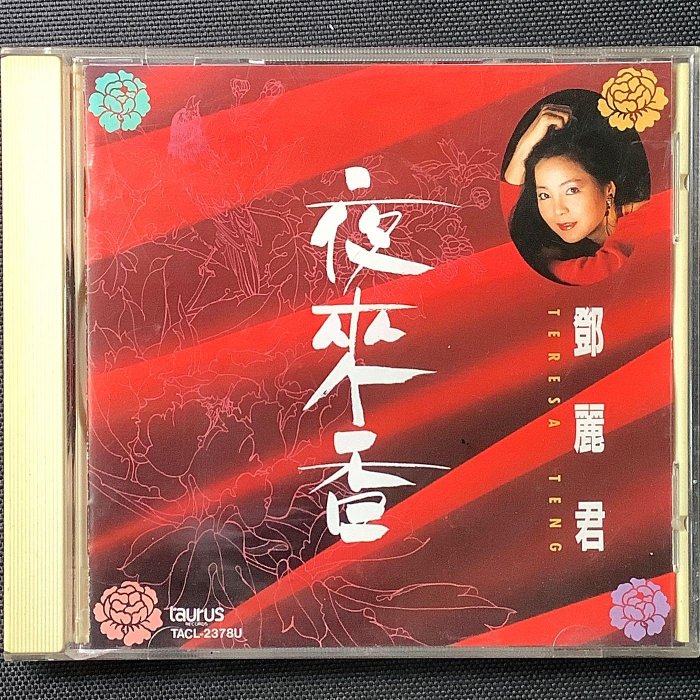 夜來香
鄧麗君
TERESA TENG
taurus
RECORDS
TACL-2378U